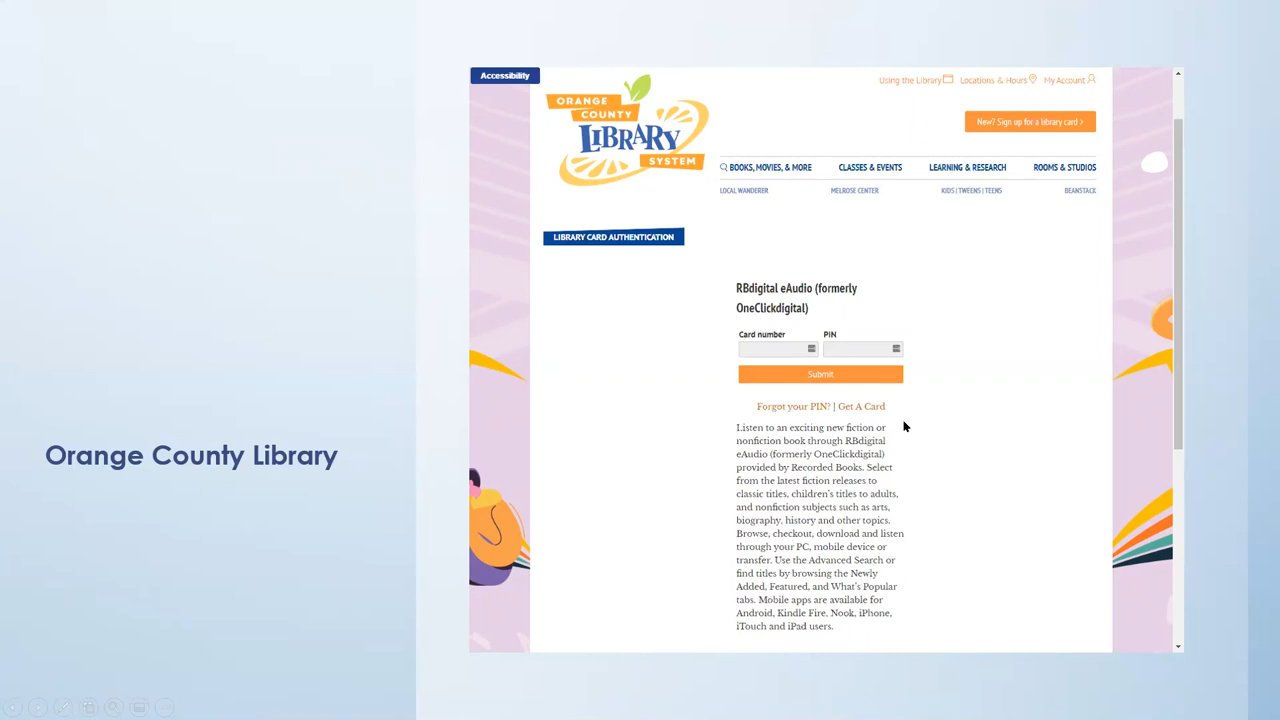 Orange County Library
Accessibility
Using the Library
Locations & Hours
My Account
ORANGE
COUNTY
LIBRARY
SYSTEM
New? Sign up for a library card >
BOOKS, MOVIES, & MORE
CLASSES & EVENTS
LEARNING & RESEARCH
ROOMS & STUDIOS
LOCAL WANDERER
MELROSE CENTER
KIDS | TWEENS | TEENS
BEANSTACK
LIBRARY CARD AUTHENTICATION
RBdigital eAudio (formerly
OneClickdigital)
Card number
PIN
Submit
Forgot your PIN? | Get A Card
Listen to an exciting new fiction or
nonfiction book through RBdigital
eAudio (formerly OneClickdigital)
provided by Recorded Books. Select
from the latest fiction releases to
classic titles, children's titles to adults,
and nonfiction subjects such as arts,
biography, history and other topics.
Browse, checkout, download and listen
through your PC, mobile device or
transfer. Use the Advanced Search or
find titles by browsing the Newly
Added, Featured, and What's Popular
tabs. Mobile apps are available for
Android, Kindle Fire, Nook, iPhone,
iTouch and iPad users.